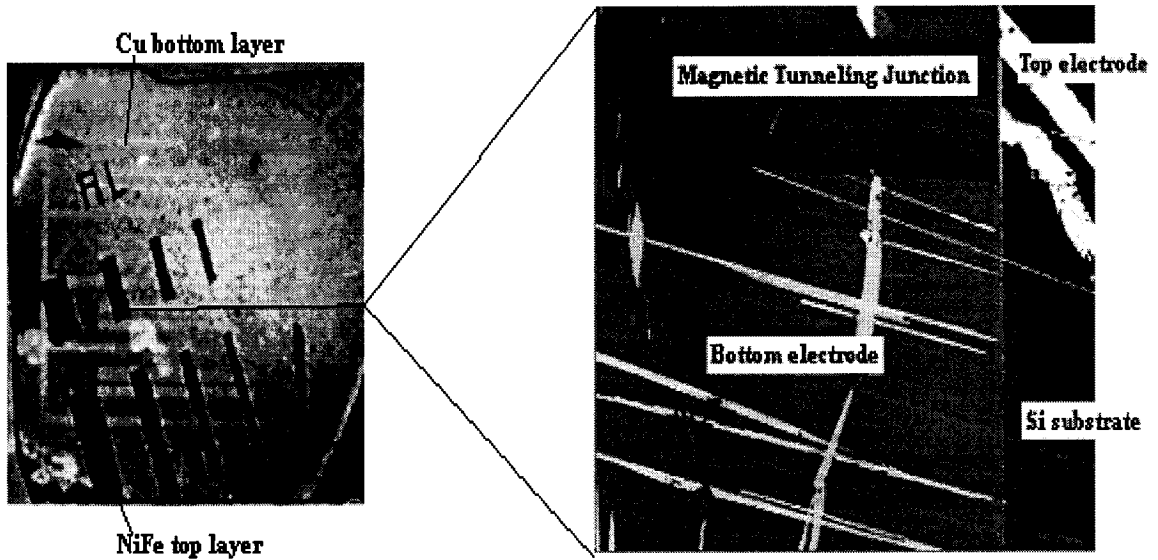 Cu bottom layer
Magnetic Tunneling Junction
Top electrode
AL
Bottom electrode
Si substrate
NiFe top layer